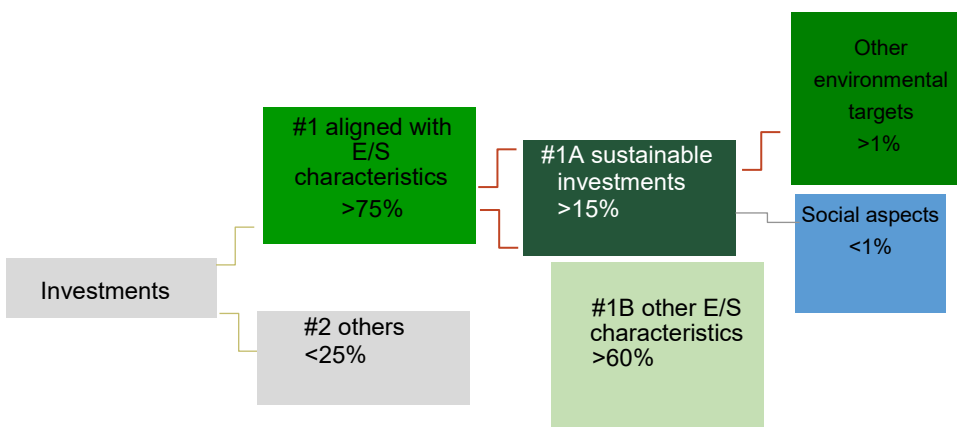 Investments
#1 aligned with
E/S
characteristics
>75%
#2 others
<25%
#1A sustainable
investments
>15%
#1B other E/S
characteristics
>60%
Other
environmental
targets
>1%
Social aspects
<1%